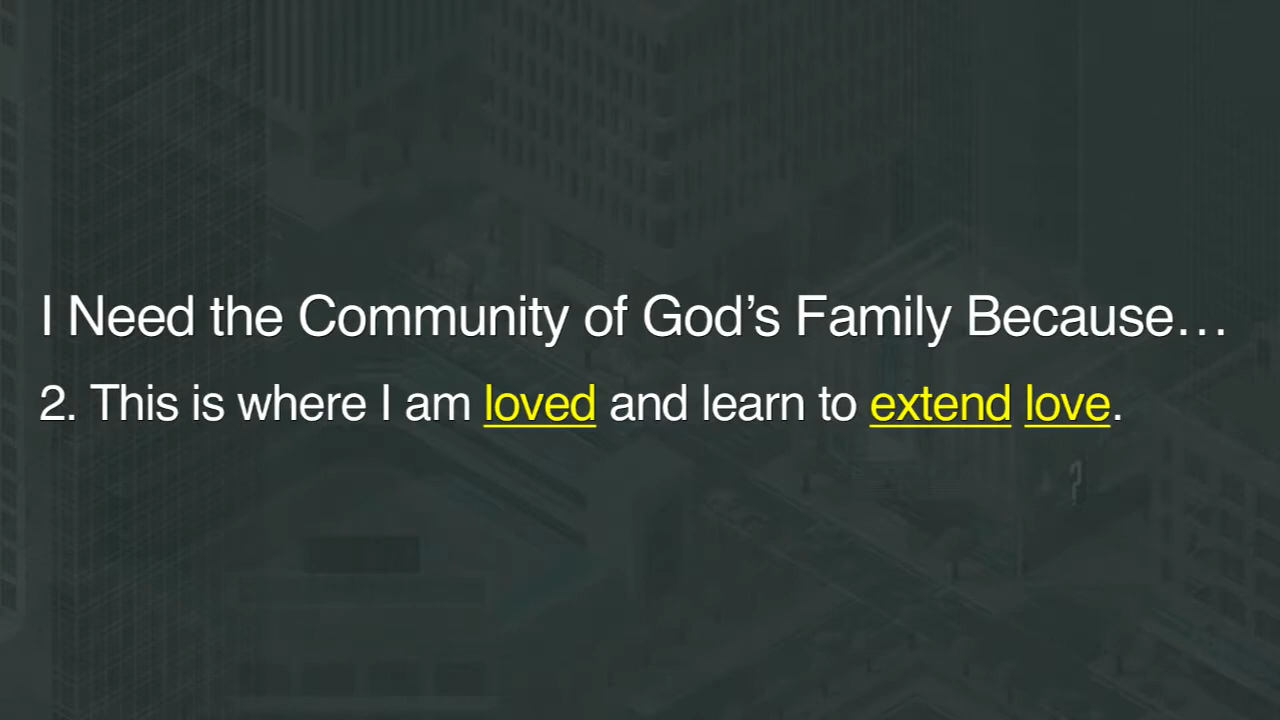 I Need the Community of God’s Family Because…
2. This is where I am loved and learn to extend love.